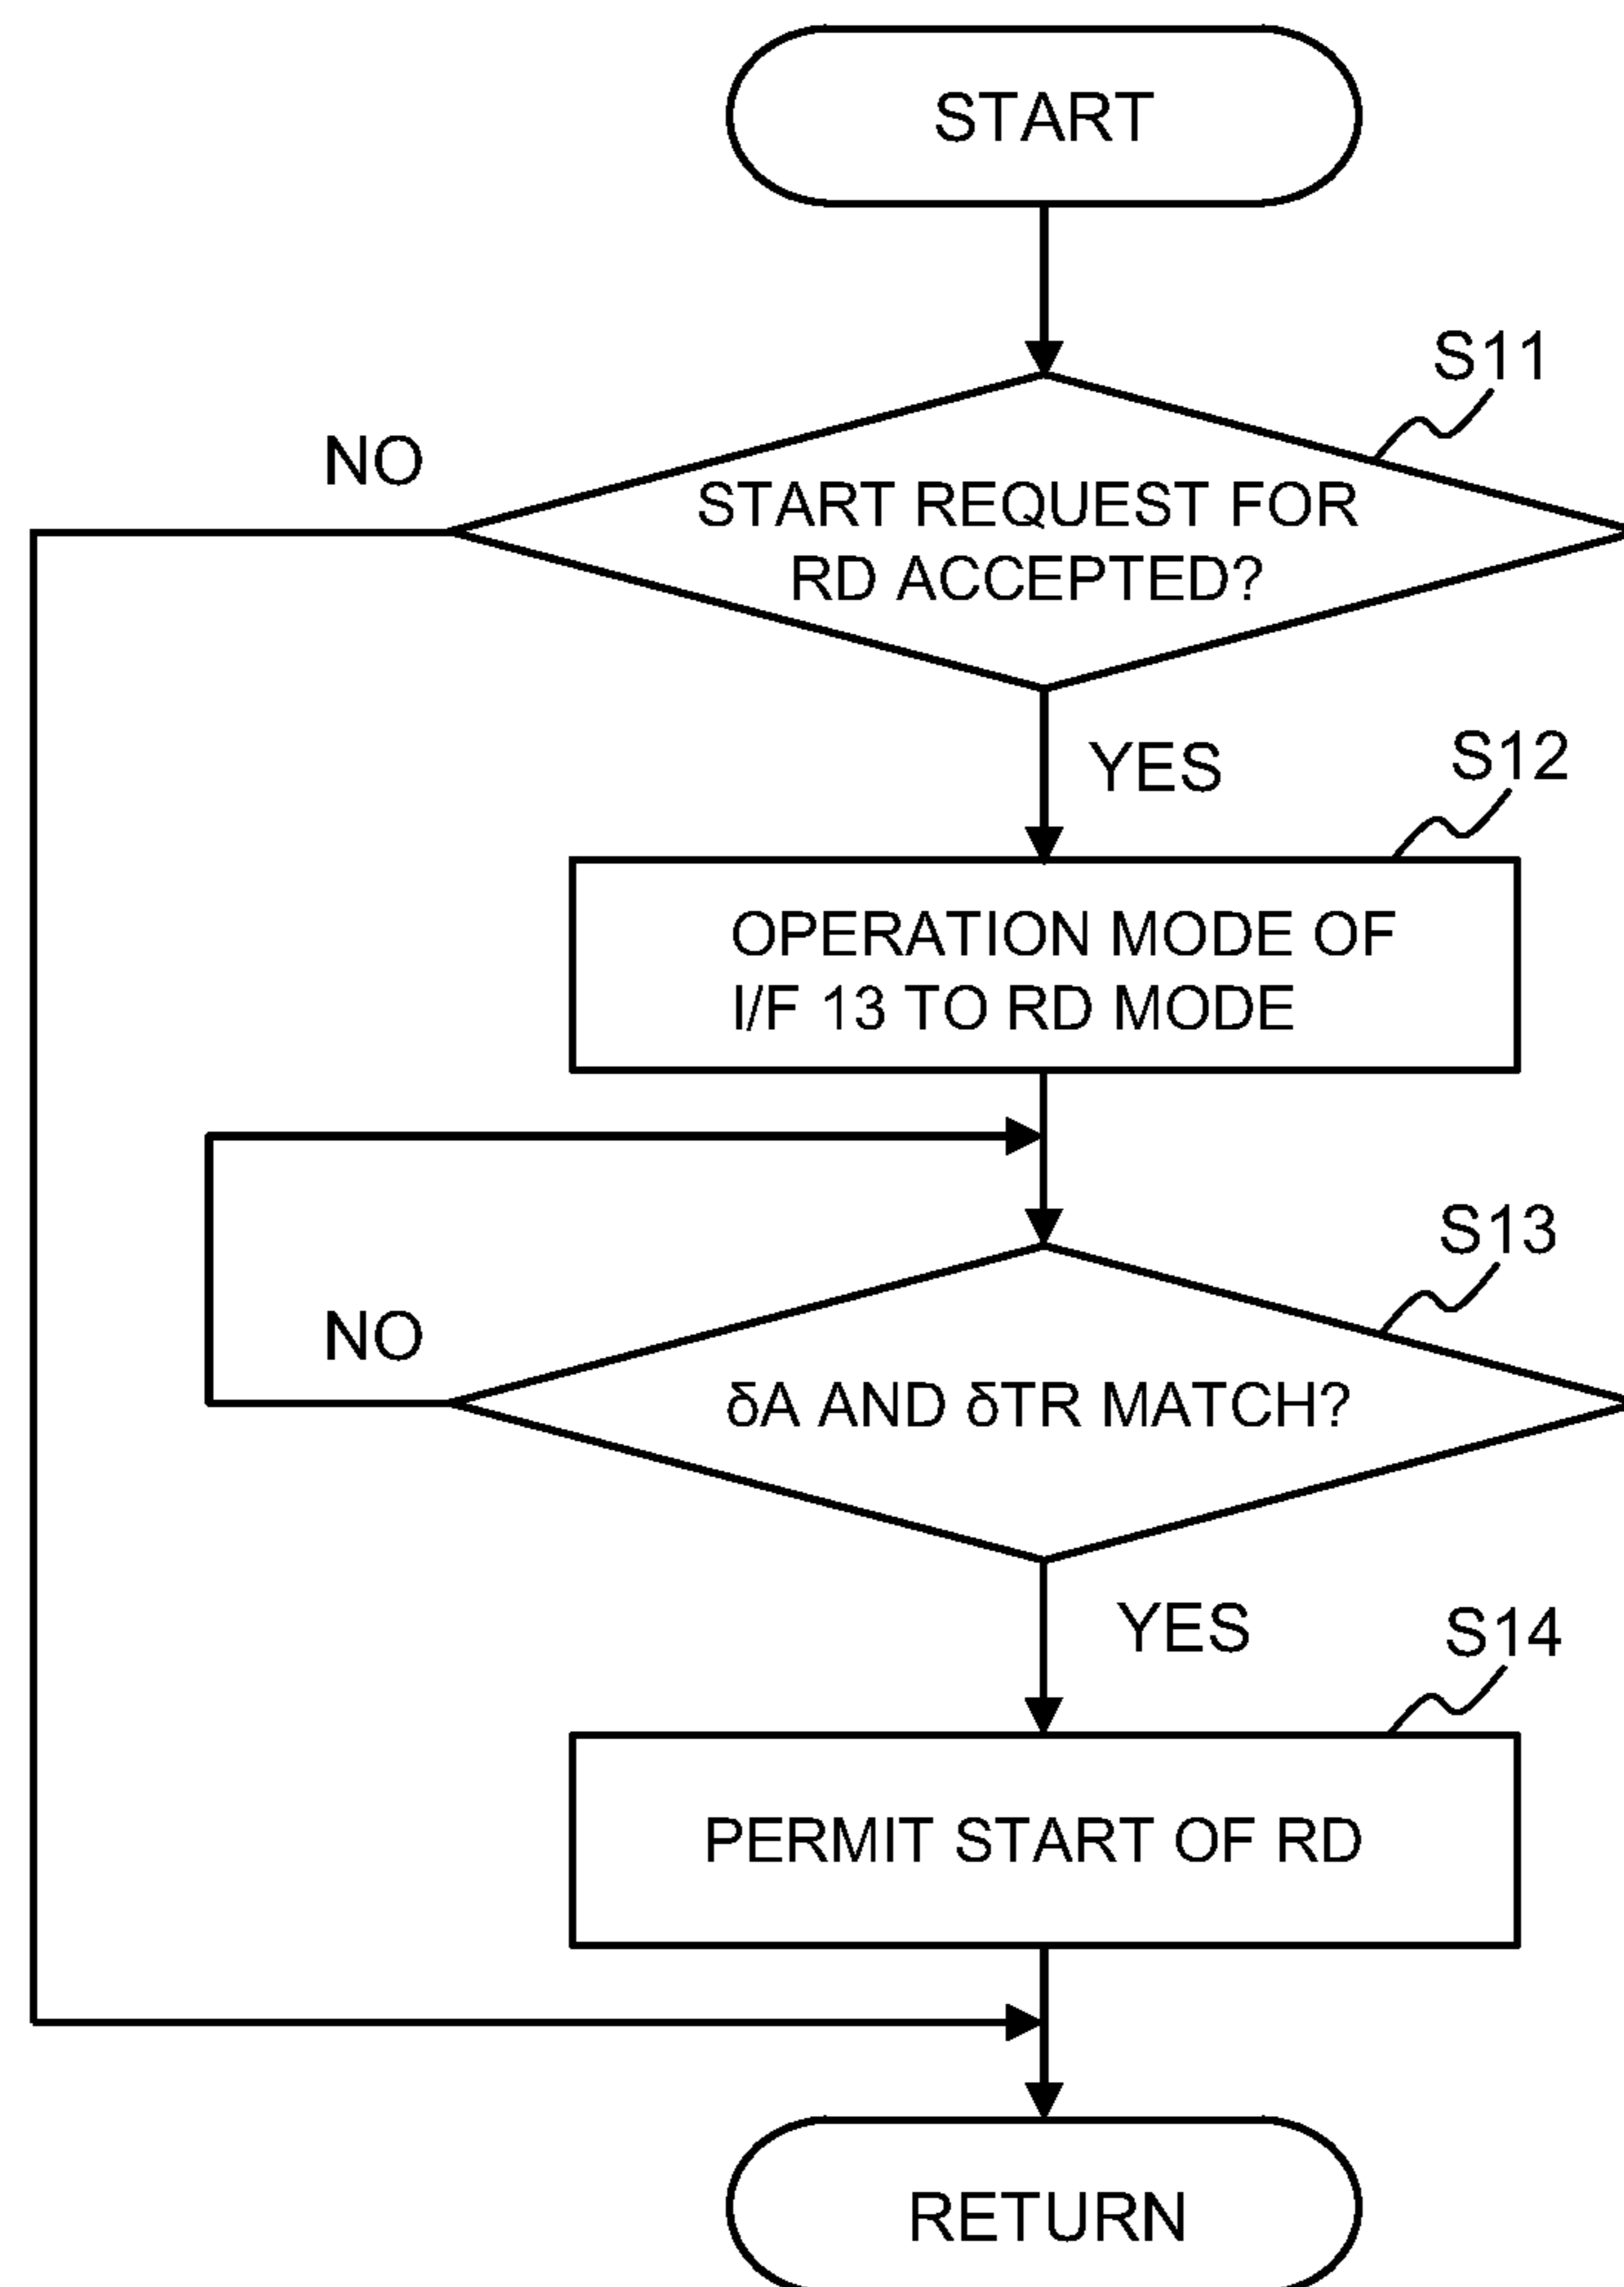 START
S11
NO
START REQUEST FOR
RD ACCEPTED?
YES
S12
OPERATION MODE OF
I/F 13 TO RD MODE
S13
NO
δA AND δTR MATCH?
YES
S14
PERMIT START OF RD
RETURN